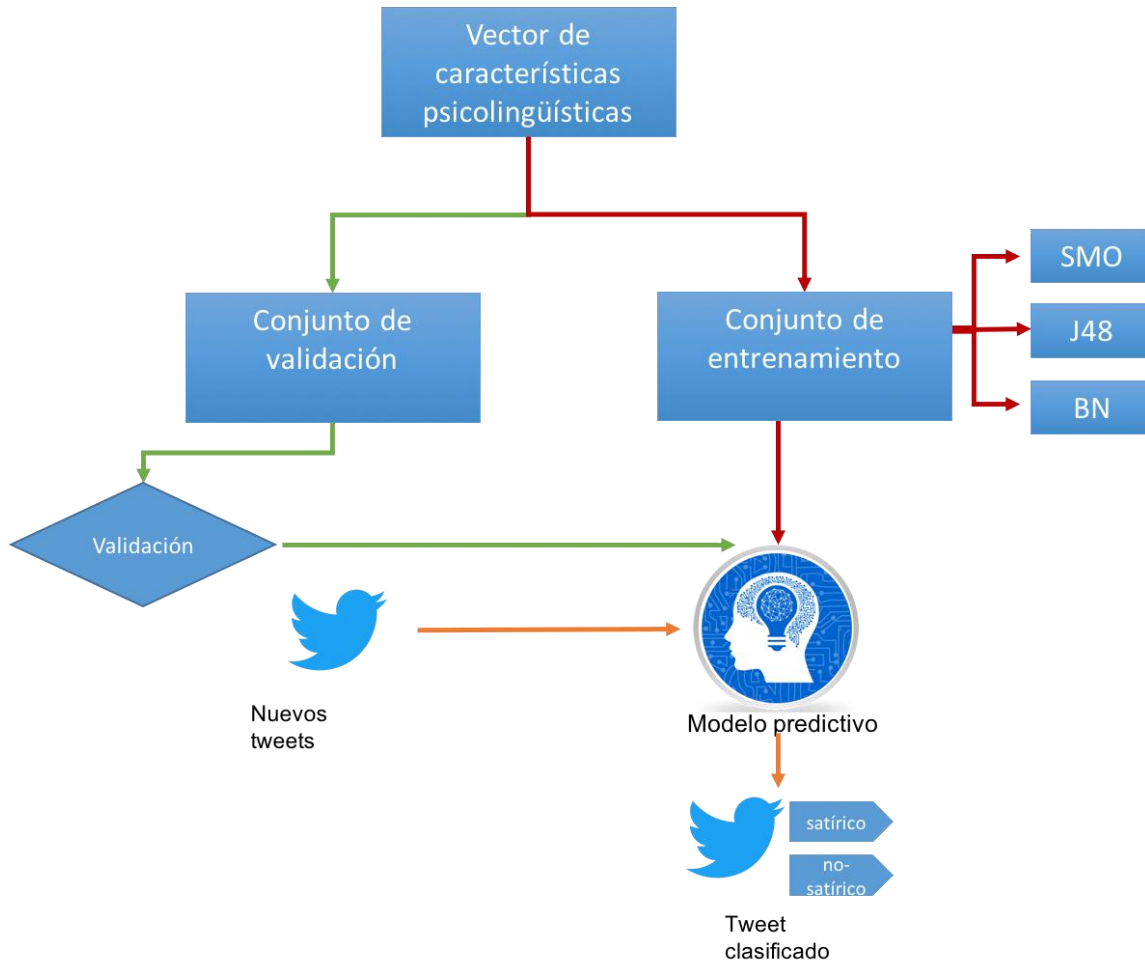 Vector de
características
psicolingüísticas
Conjunto de
validación
Conjunto de
entrenamiento
SMO
J48
BN
Validación
Nuevos
tweets
Modelo predictivo
satírico
no-
satírico
Tweet
clasificado